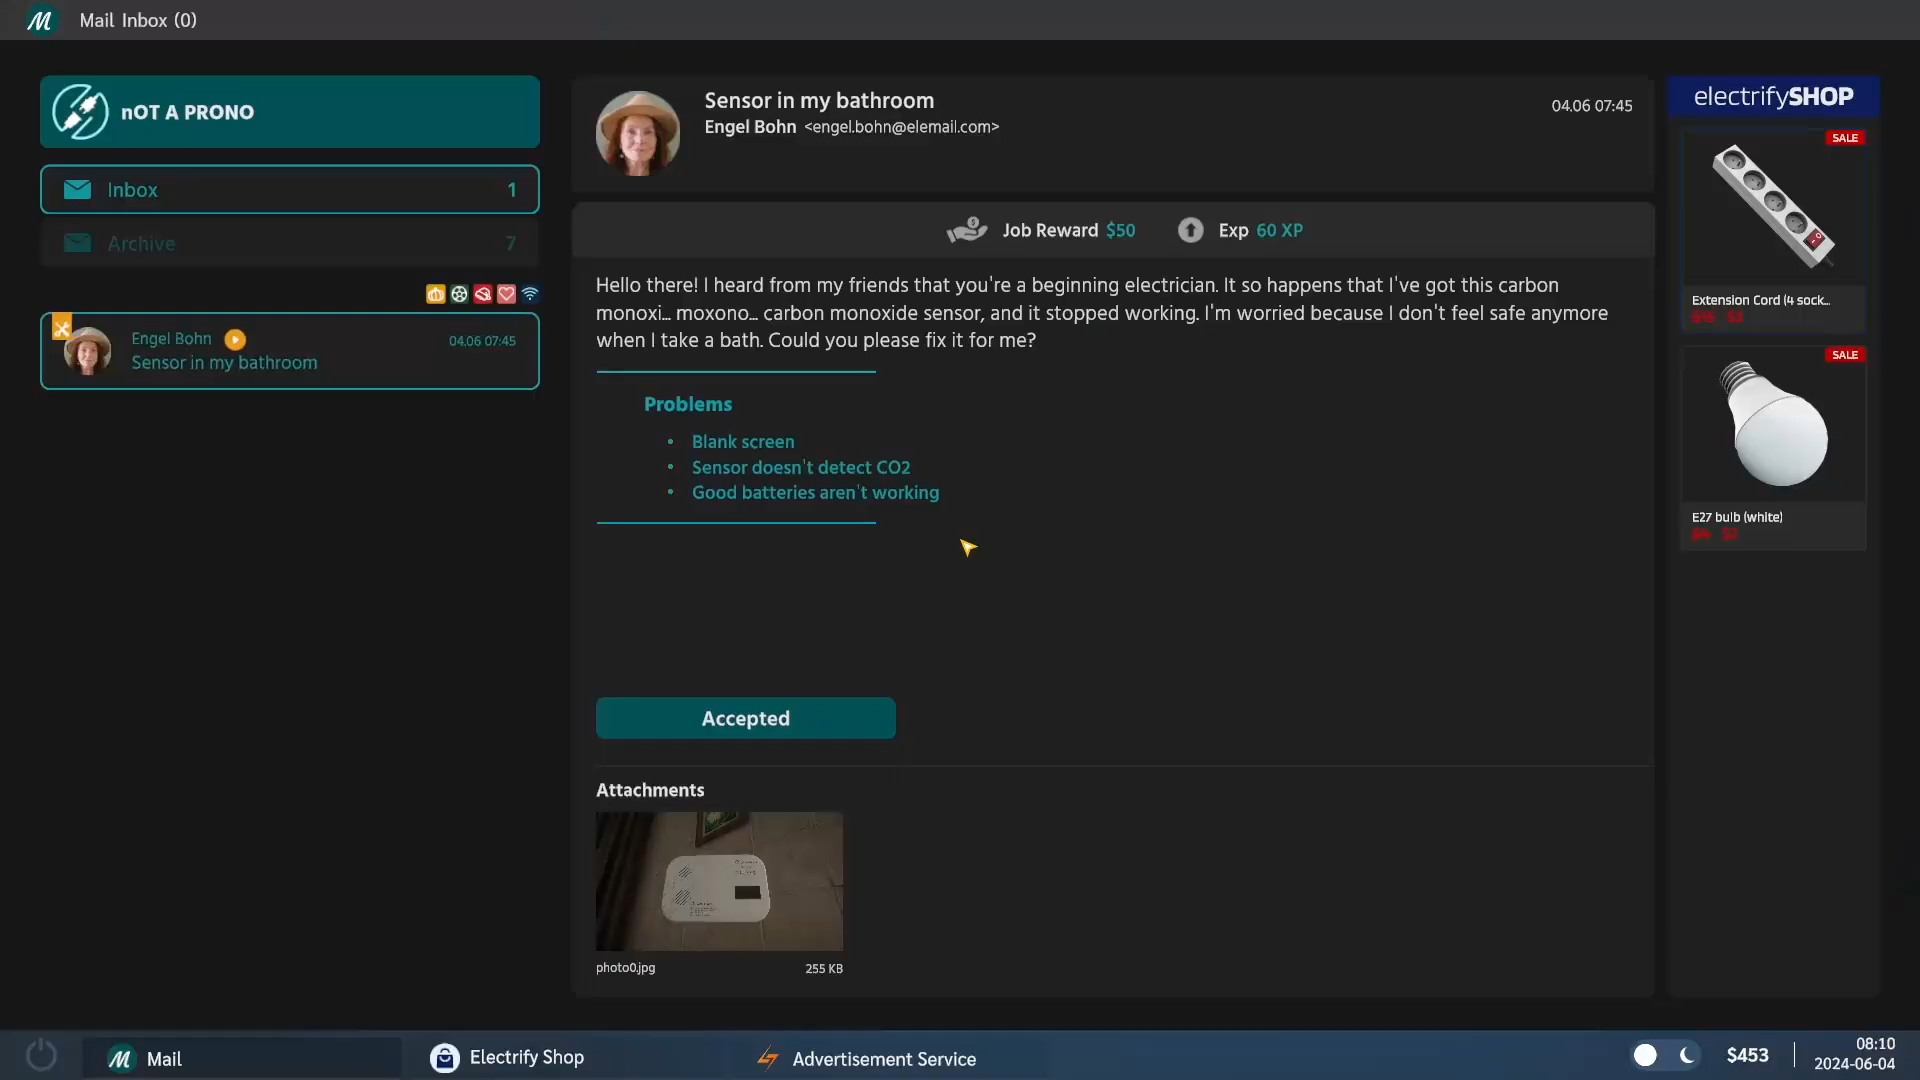 Mail Inbox (0)
nOT A PRONO
Inbox 1
Archive 7
Engel Bohn
Sensor in my bathroom
04.06 07:45
Sensor in my bathroom
Engel Bohn <engel.bohn@elemail.com>
04.06 07:45
Job Reward $50 Exp 60 XP
Hello there! I heard from my friends that you're a beginning electrician. It so happens that I've got this carbon
monoxi... moxono... carbon monoxide sensor, and it stopped working. I'm worried because I don't feel safe anymore
when I take a bath. Could you please fix it for me?
Problems
• Blank screen
• Sensor doesn't detect CO2
• Good batteries aren't working
Accepted
Attachments
photo0.jpg 255 KB
electrifySHOP
SALE
Extension Cord (4 sock...
SALE
E27 bulb (white)
Mail
Electrify Shop
Advertisement Service
$453
08:10
2024-06-04